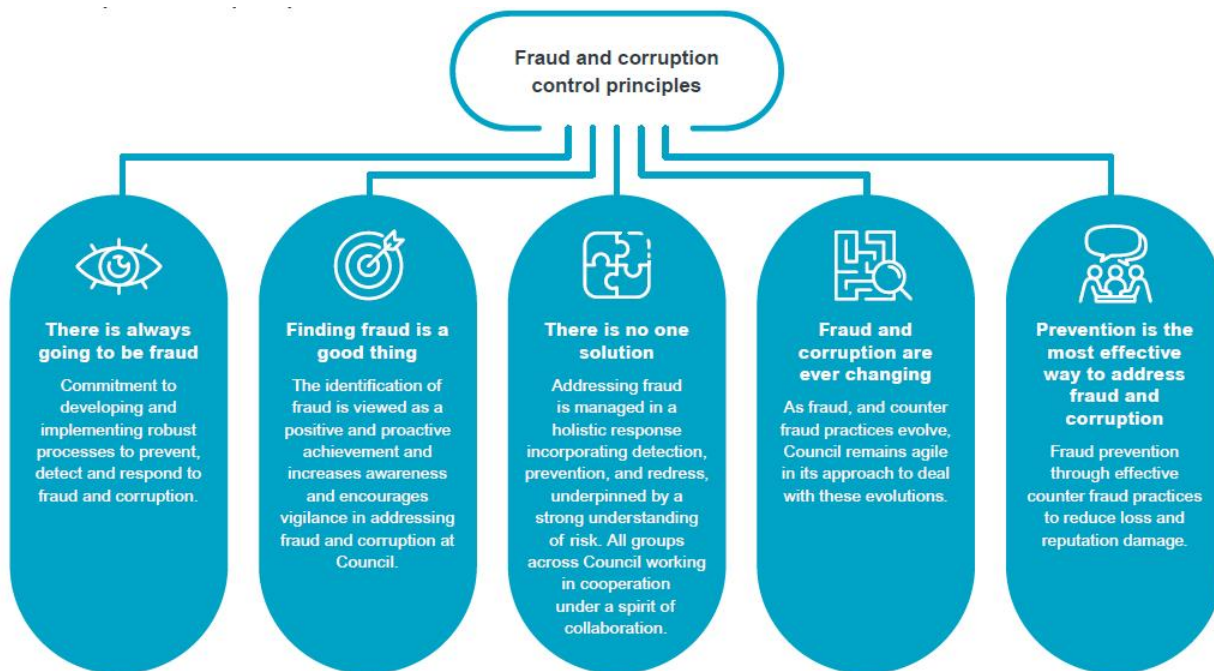 Fraud and corruption
control principles
There is always
going to be fraud
Commitment to
developing and
implementing robust
processes to prevent,
detect and respond to
fraud and corruption.
Finding fraud is a
good thing
The identification of
fraud is viewed as a
positive and proactive
achievement and
increases awareness
and encourages
vigilance in addressing
fraud and corruption at
Council.
There is no one
solution
Addressing fraud
is managed in a
holistic response
incorporating detection,
prevention, and redress,
underpinned by a
strong understanding
of risk. All groups
across Council working
in cooperation
under a spirit of
collaboration.
Fraud and
corruption are
ever changing
As fraud, and counter
fraud practices evolve,
Council remains agile
in its approach to deal
with these evolutions.
Prevention is the
most effective
way to address
fraud and
corruption
Fraud prevention
through effective
counter fraud practices
to reduce loss and
reputation damage.